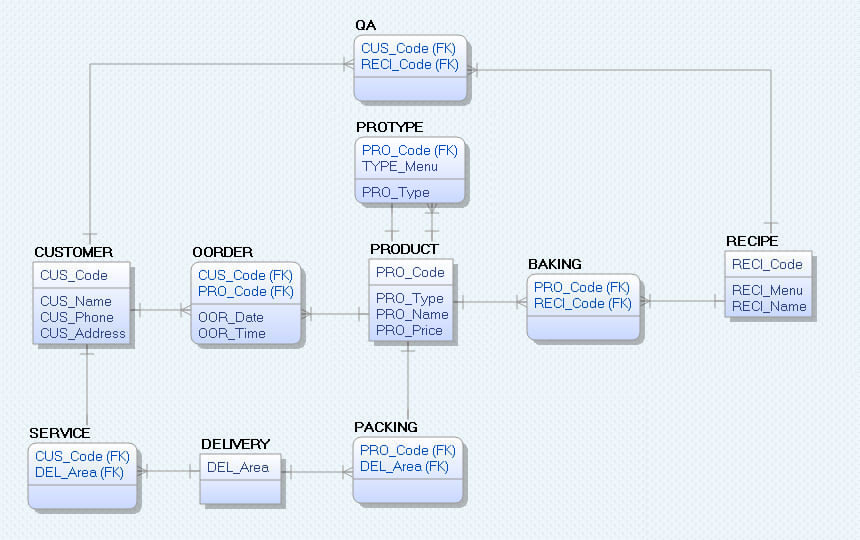 QA
CUS_Code (FK)
RECI_Code (FK)
PROTYPE
PRO_Code (FK)
TYPE_Menu
PRO_Type
CUSTOMER
CUS_Code
CUS_Name
CUS_Phone
CUS_Address
OORDER
CUS_Code (FK)
PRO_Code (FK)
OOR_Date
OOR_Time
PRODUCT
PRO_Code
PRO_Type
PRO_Name
PRO_Price
BAKING
PRO_Code (FK)
RECI_Code (FK)
RECIPE
RECI_Code
RECI_Menu
RECI_Name
SERVICE
CUS_Code (FK)
DEL_Area (FK)
DELIVERY
DEL_Area
PACKING
PRO_Code (FK)
DEL_Area (FK)